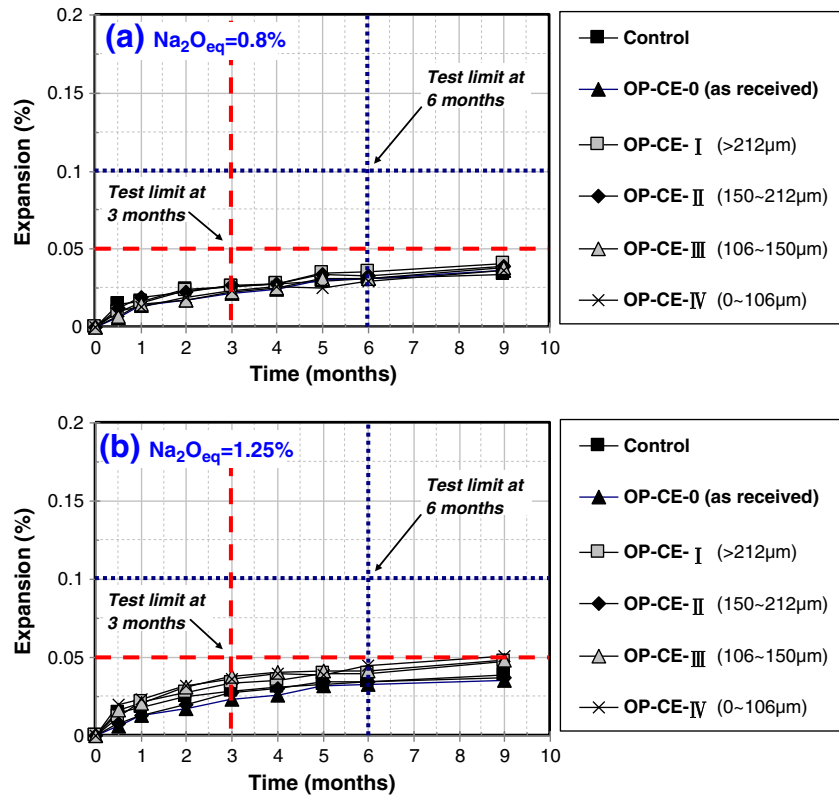 (a) Na₂Oeq=0.8%
0.2
0.15
0.1
0.05
0
Expansion (%)
Test limit at
6 months
Test limit at
3 months
0 1 2 3 4 5 6 7 8 9 10
Time (months)
Control
OP-CE-0 (as received)
OP-CE-Ⅰ (>212µm)
OP-CE-Ⅱ (150~212µm)
OP-CE-Ⅲ (106~150µm)
OP-CE-Ⅳ (0~106µm)
(b) Na₂Oeq=1.25%
0.2
0.15
0.1
0.05
0
Expansion (%)
Test limit at
6 months
Test limit at
3 months
0 1 2 3 4 5 6 7 8 9 10
Time (months)
Control
OP-CE-0 (as received)
OP-CE-Ⅰ (>212µm)
OP-CE-Ⅱ (150~212µm)
OP-CE-Ⅲ (106~150µm)
OP-CE-Ⅳ (0~106µm)